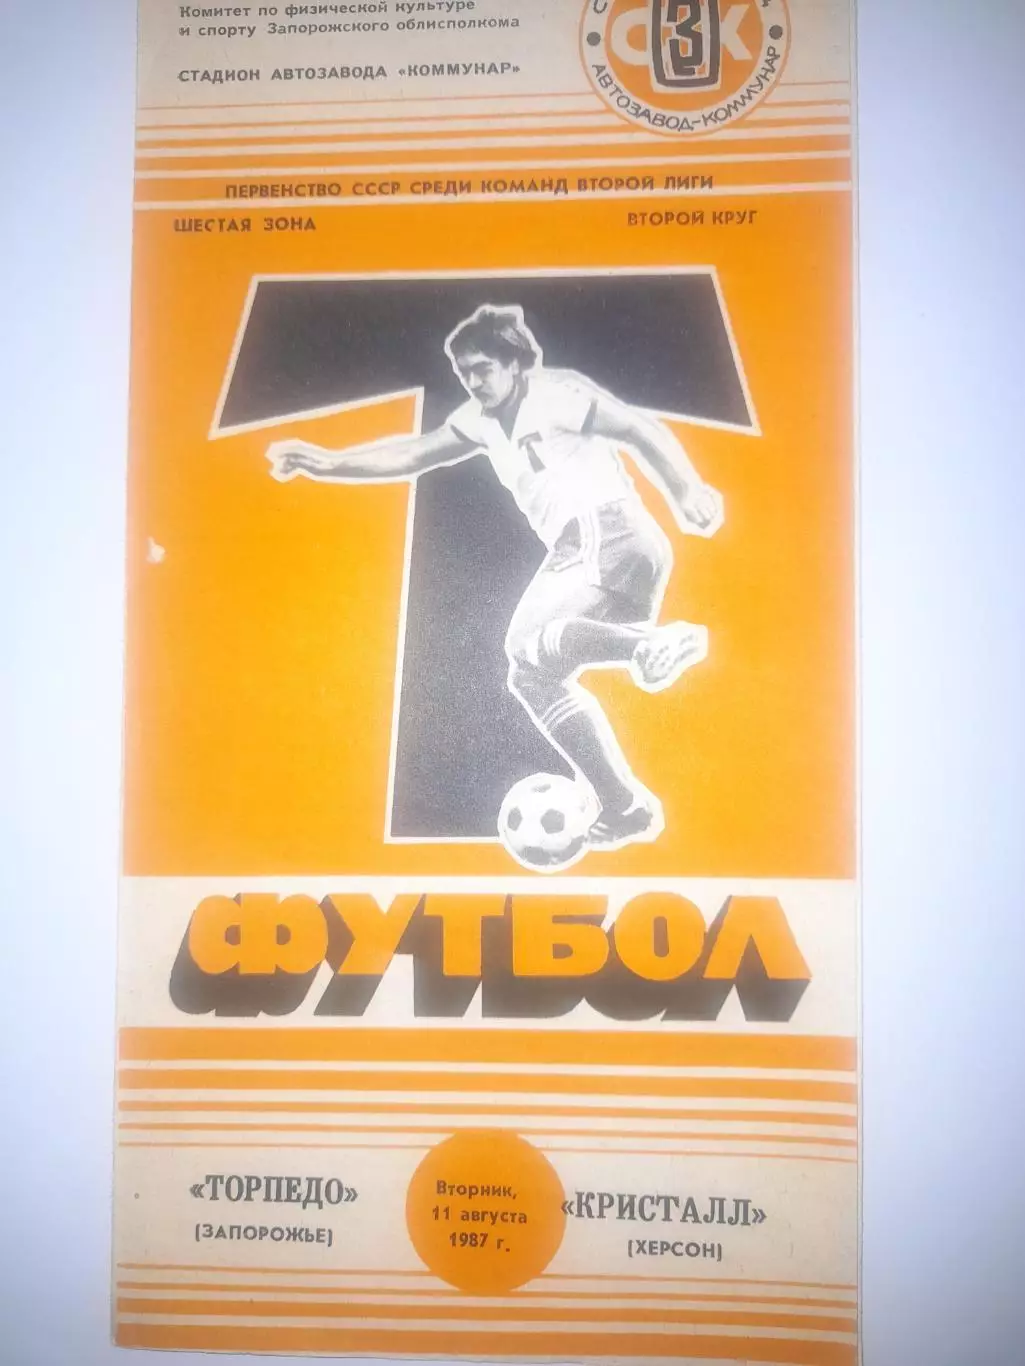 Комитет по физической культуре
и спорту Запорожского облисполкома
СТАДИОН АВТОЗАВОДА «КОММУНАР»
АВТОЗАВОД-КОММУНАР
ПЕРВЕНСТВО СССР СРЕДИ КОМАНД ВТОРОЙ ЛИГИ
ШЕСТАЯ ЗОНА
ВТОРОЙ КРУГ
Т
ФУТБОЛ
«ТОРПЕДО»
(ЗАПОРОЖЬЕ)
Вторник,
11 августа
1987 г.
«КРИСТАЛЛ»
(ХЕРСОН)